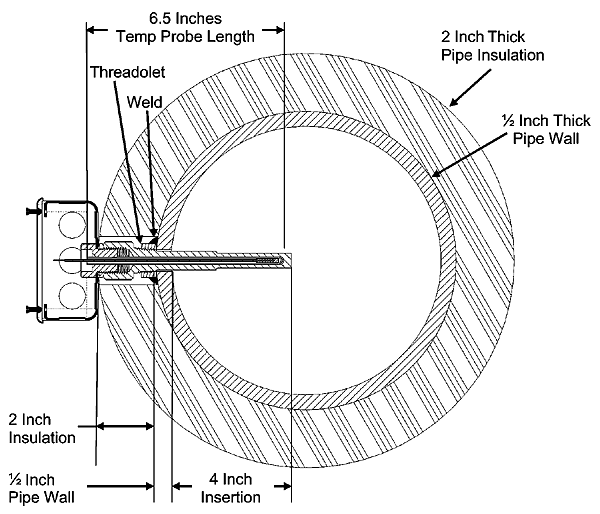 6.5 Inches
Temp Probe Length
2 Inch Thick
Pipe Insulation
Threadolet
Weld
½ Inch Thick
Pipe Wall
2 Inch
Insulation
½ Inch
Pipe Wall
4 Inch
Insertion